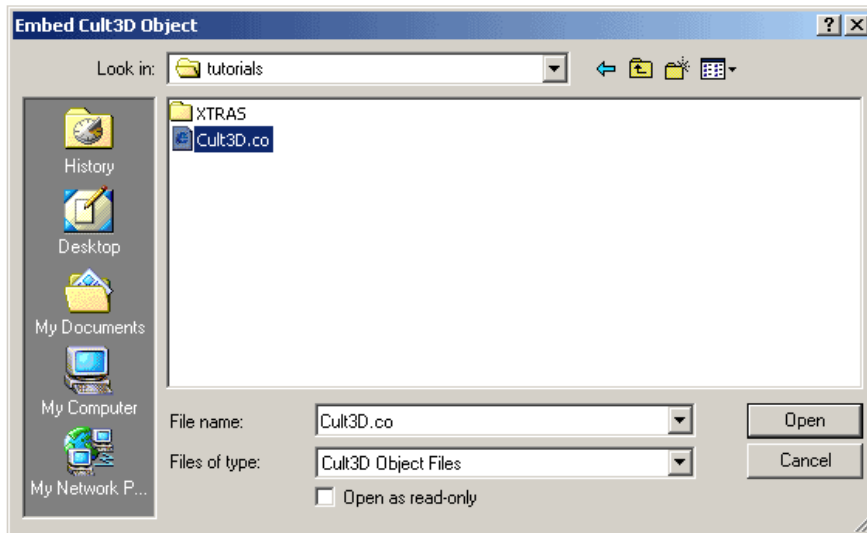 Embed Cult3D Object
Look in:
tutorials
XTRAS
Cult3D.co
History
Desktop
My Documents
My Computer
My Network P...
File name:
Cult3D.co
Open
Files of type:
Cult3D Object Files
Cancel
Open as read-only